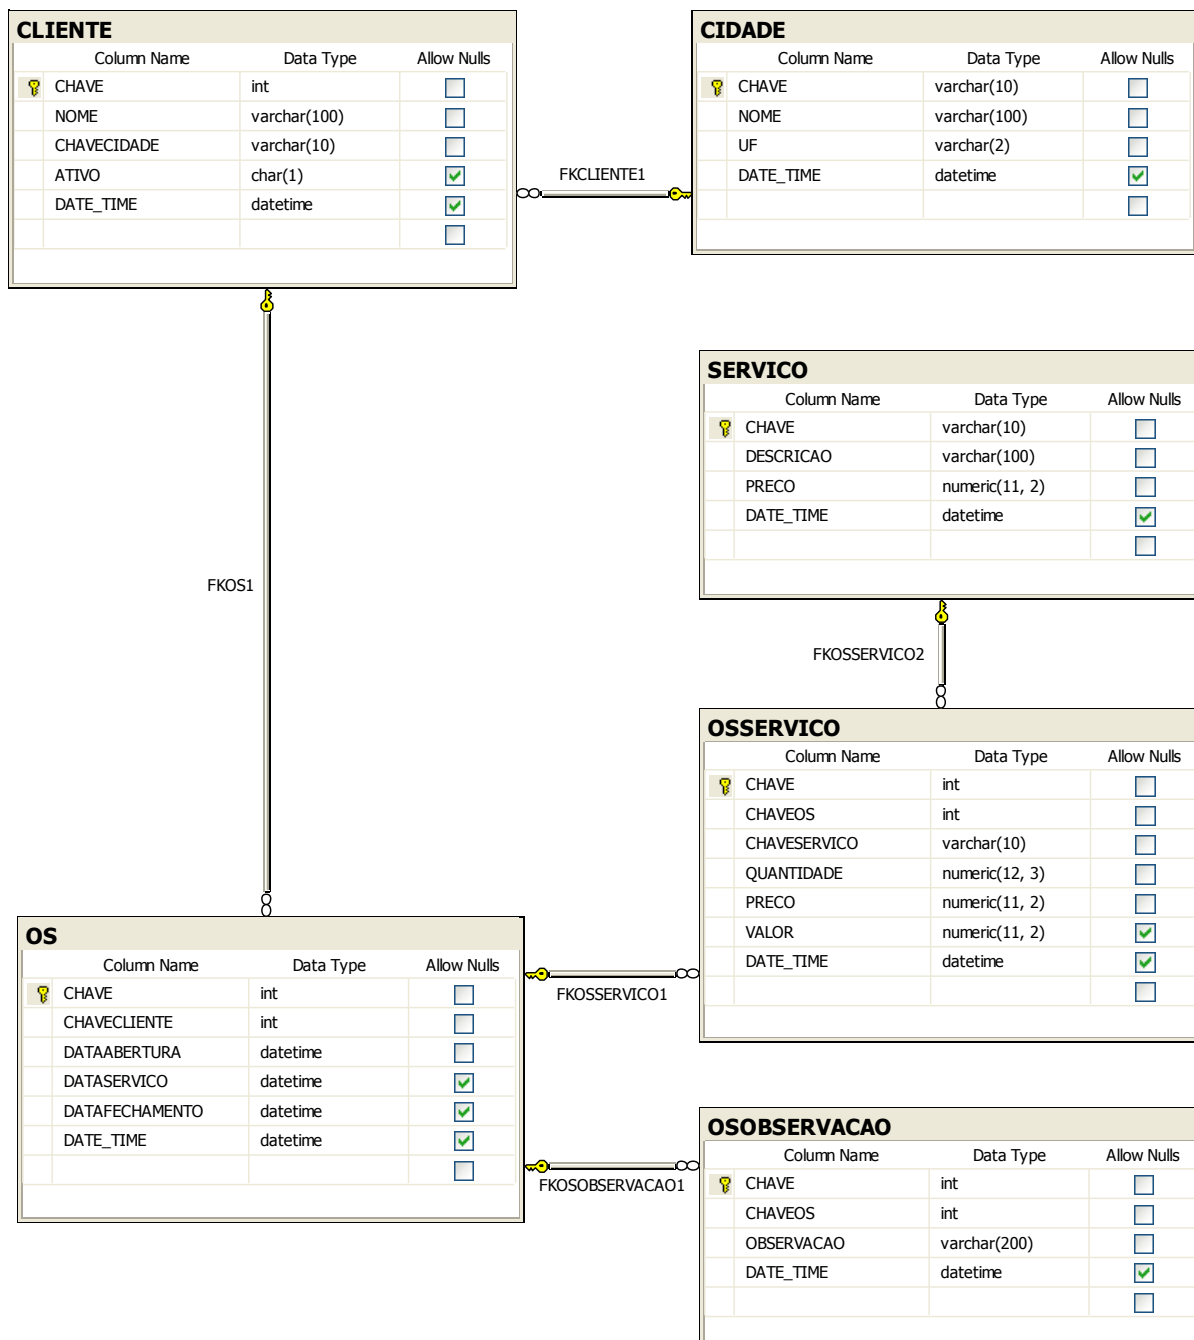 CLIENTE
Column Name Data Type Allow Nulls
CHAVE int
NOME varchar(100)
CHAVECIDADE varchar(10)
ATIVO char(1)
DATE_TIME datetime
FKCLIENTE1
CIDADE
Column Name Data Type Allow Nulls
CHAVE varchar(10)
NOME varchar(100)
UF varchar(2)
DATE_TIME datetime
SERVICO
Column Name Data Type Allow Nulls
CHAVE varchar(10)
DESCRICAO varchar(100)
PRECO numeric(11, 2)
DATE_TIME datetime
FKOS1
FKOSSERVICO2
OSSERVICO
Column Name Data Type Allow Nulls
CHAVE int
CHAVEOS int
CHAVESERVICO varchar(10)
QUANTIDADE numeric(12, 3)
PRECO numeric(11, 2)
VALOR numeric(11, 2)
DATE_TIME datetime
OS
Column Name Data Type Allow Nulls
CHAVE int
CHAVECLIENTE int
DATAABERTURA datetime
DATASERVICO datetime
DATAFECHAMENTO datetime
DATE_TIME datetime
FKOSSERVICO1
FKOSOBSERVACAO1
OSOBSERVACAO
Column Name Data Type Allow Nulls
CHAVE int
CHAVEOS int
OBSERVACAO varchar(200)
DATE_TIME datetime